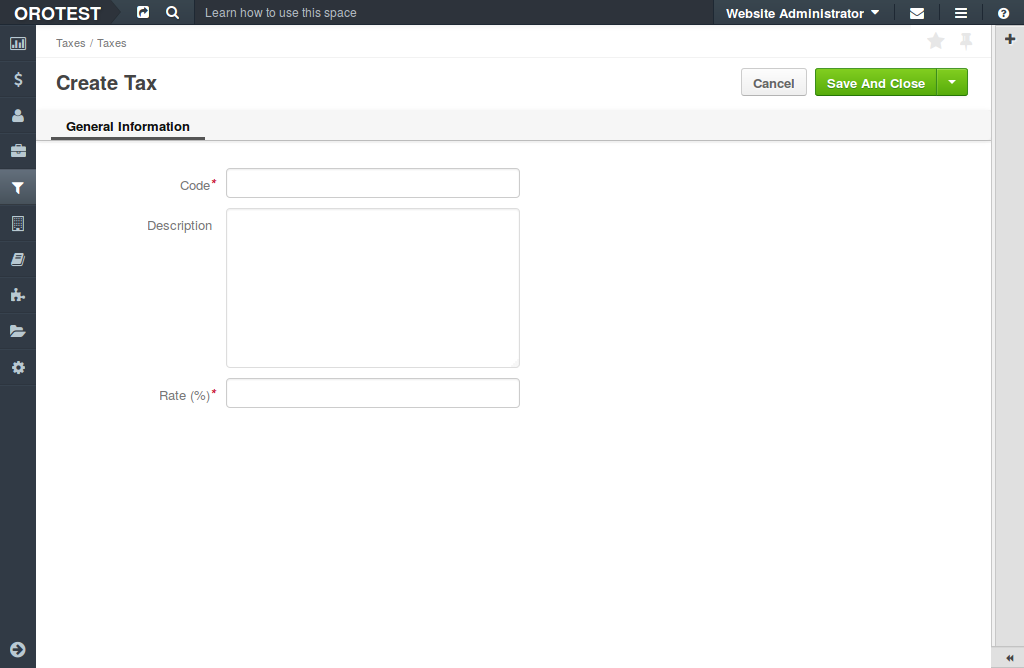 OROTEST
Learn how to use this space
Website Administrator
Taxes / Taxes
Create Tax
Cancel
Save And Close
General Information
Code*
Description
Rate (%)*